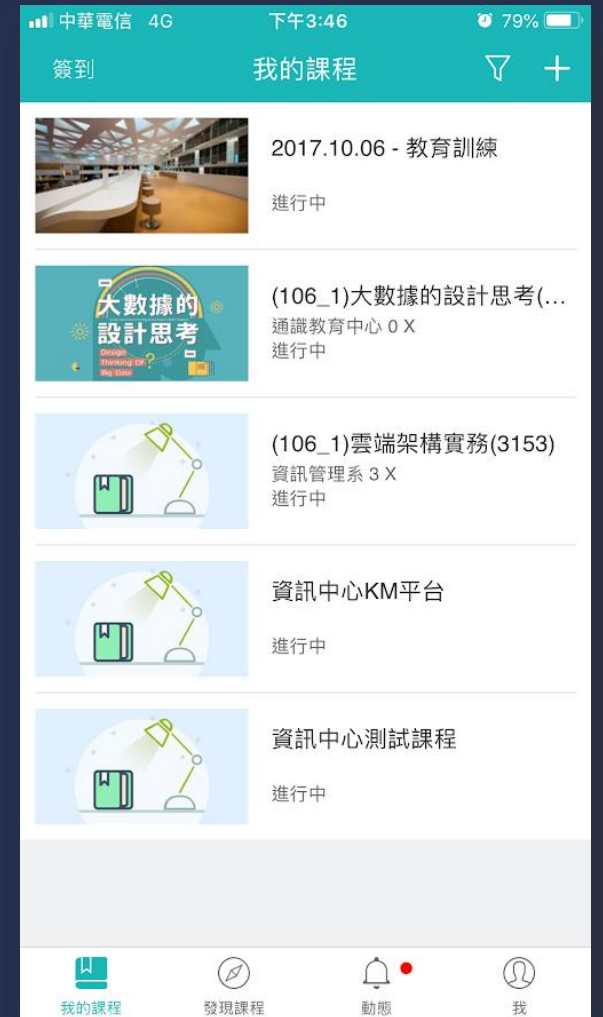 中華電信 4G 下午3:46 79%
簽到 我的課程
2017.10.06 - 教育訓練
進行中
大數據的
設計思考
Design
Thinking Of
Big Data
(106_1)大數據的設計思考(...
通識教育中心 0 X
進行中
(106_1)雲端架構實務(3153)
資訊管理系 3 X
進行中
資訊中心KM平台
進行中
資訊中心測試課程
進行中
我的課程 發現課程 動態 我